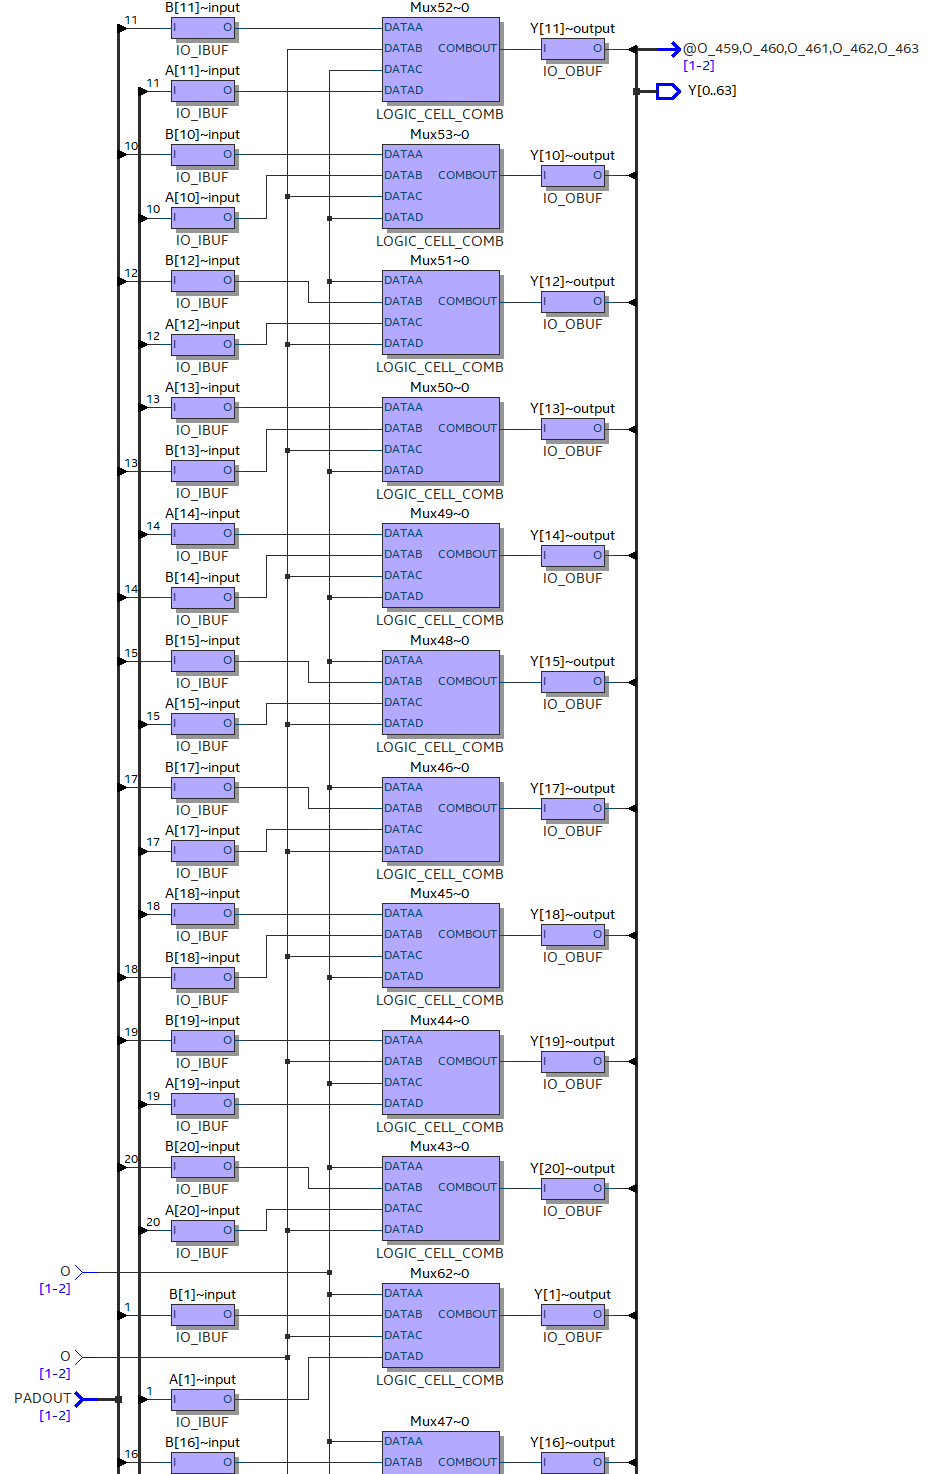 B[11]~input
Mux52~0
11
I
O
DATAA
Y[11]~output
IO_IBUF
DATAB
COMBOUT
I
O
@O_459,O_460,O_461,O_462,O_463
A[11]~input
DATAC
IO_OBUF
[1-2]
11
I
O
DATAD
Y[0..63]
IO_IBUF
LOGIC_CELL_COMB
B[10]~input
Mux53~0
10
I
O
DATAA
Y[10]~output
IO_IBUF
DATAB
COMBOUT
I
O
A[10]~input
DATAC
IO_OBUF
10
I
O
DATAD
IO_IBUF
LOGIC_CELL_COMB
B[12]~input
Mux51~0
12
I
O
DATAA
Y[12]~output
IO_IBUF
DATAB
COMBOUT
I
O
A[12]~input
DATAC
IO_OBUF
12
I
O
DATAD
IO_IBUF
LOGIC_CELL_COMB
A[13]~input
Mux50~0
13
I
O
DATAA
Y[13]~output
IO_IBUF
DATAB
COMBOUT
I
O
B[13]~input
DATAC
IO_OBUF
13
I
O
DATAD
IO_IBUF
LOGIC_CELL_COMB
A[14]~input
Mux49~0
14
I
O
DATAA
Y[14]~output
IO_IBUF
DATAB
COMBOUT
I
O
B[14]~input
DATAC
IO_OBUF
14
I
O
DATAD
IO_IBUF
LOGIC_CELL_COMB
B[15]~input
Mux48~0
15
I
O
DATAA
Y[15]~output
IO_IBUF
DATAB
COMBOUT
I
O
A[15]~input
DATAC
IO_OBUF
15
I
O
DATAD
IO_IBUF
LOGIC_CELL_COMB
B[17]~input
Mux46~0
17
I
O
DATAA
Y[17]~output
IO_IBUF
DATAB
COMBOUT
I
O
A[17]~input
DATAC
IO_OBUF
17
I
O
DATAD
IO_IBUF
LOGIC_CELL_COMB
A[18]~input
Mux45~0
18
I
O
DATAA
Y[18]~output
IO_IBUF
DATAB
COMBOUT
I
O
B[18]~input
DATAC
IO_OBUF
18
I
O
DATAD
IO_IBUF
LOGIC_CELL_COMB
B[19]~input
Mux44~0
19
I
O
DATAA
Y[19]~output
IO_IBUF
DATAB
COMBOUT
I
O
A[19]~input
DATAC
IO_OBUF
19
I
O
DATAD
IO_IBUF
LOGIC_CELL_COMB
B[20]~input
Mux43~0
20
I
O
DATAA
Y[20]~output
IO_IBUF
DATAB
COMBOUT
I
O
A[20]~input
DATAC
IO_OBUF
20
I
O
DATAD
IO_IBUF
LOGIC_CELL_COMB
O
[1-2]
Mux62~0
B[1]~input
DATAA
Y[1]~output
1
I
O
DATAB
COMBOUT
I
O
IO_IBUF
DATAC
IO_OBUF
O
[1-2]
DATAD
A[1]~input
LOGIC_CELL_COMB
PADOUT
[1-2]
1
I
O
IO_IBUF
Mux47~0
B[16]~input
DATAA
Y[16]~output
16
I
O
DATAB
COMBOUT
I
O